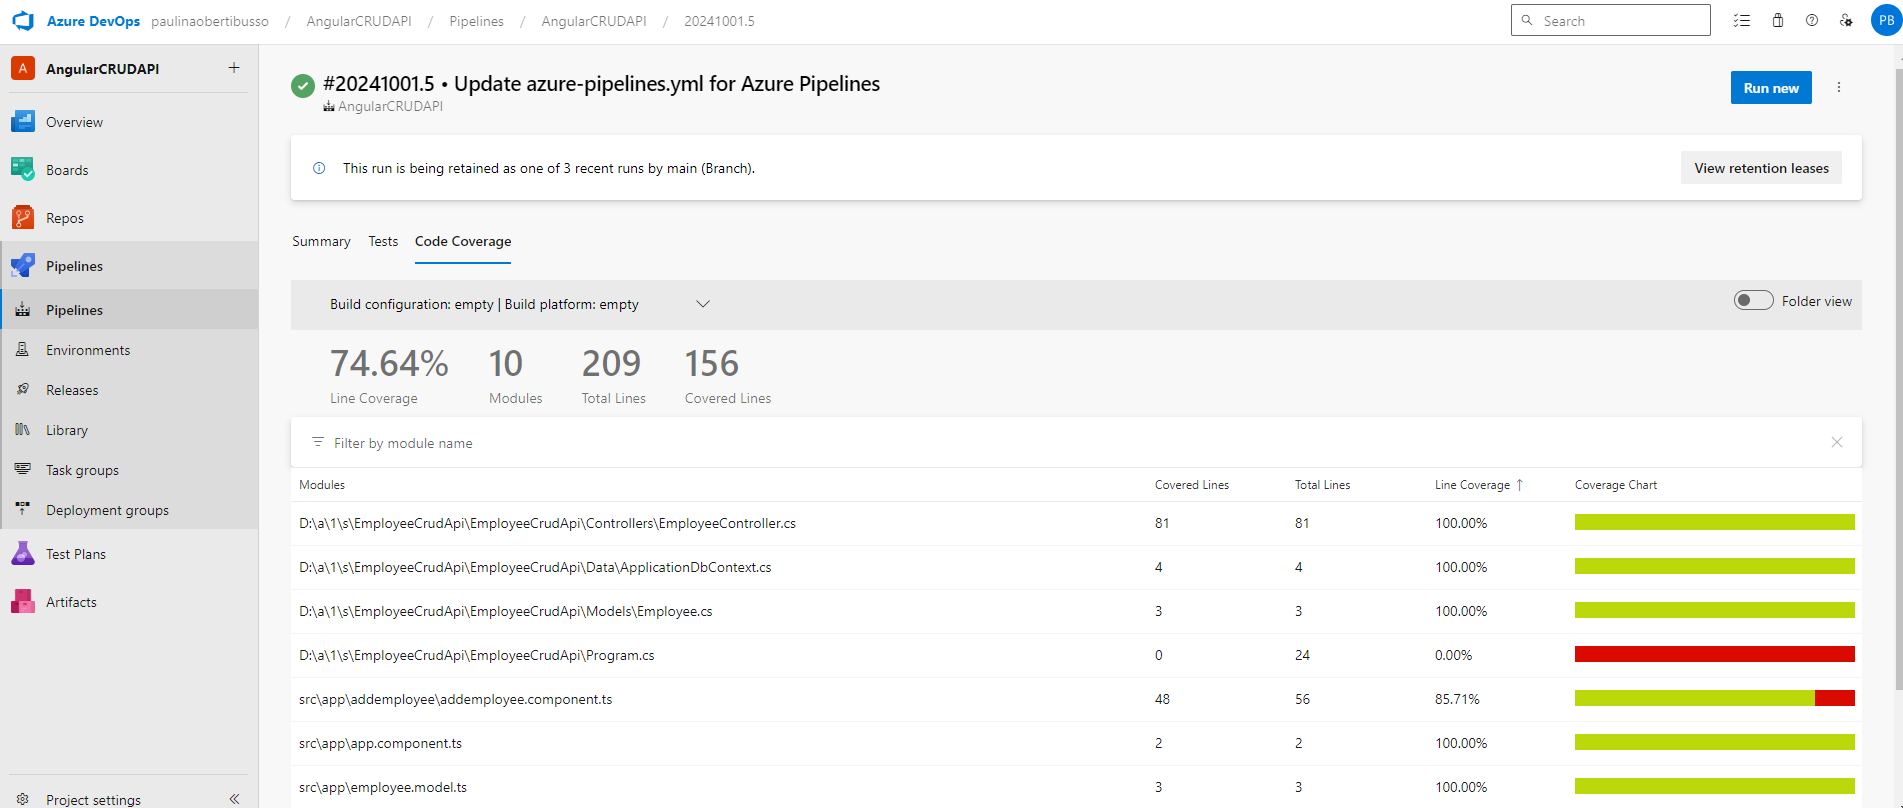 Azure DevOps paulinaobertibusso / AngularCRUDAPI / Pipelines / AngularCRUDAPI / 20241001.5
Search
PB
A AngularCRUDAPI +
Overview
Boards
Repos
Pipelines
Pipelines
Environments
Releases
Library
Task groups
Deployment groups
Test Plans
Artifacts
Project settings
#20241001.5 • Update azure-pipelines.yml for Azure Pipelines
AngularCRUDAPI
Run new
This run is being retained as one of 3 recent runs by main (Branch).
View retention leases
Summary Tests Code Coverage
Build configuration: empty | Build platform: empty
Folder view
74.64% 10 209 156
Line Coverage Modules Total Lines Covered Lines
Filter by module name
Modules Covered Lines Total Lines Line Coverage ↑ Coverage Chart
D:\a\1\s\EmployeeCrudApi\EmployeeCrudApi\Controllers\EmployeeController.cs 81 81 100.00%
D:\a\1\s\EmployeeCrudApi\EmployeeCrudApi\Data\ApplicationDbContext.cs 4 4 100.00%
D:\a\1\s\EmployeeCrudApi\EmployeeCrudApi\Models\Employee.cs 3 3 100.00%
D:\a\1\s\EmployeeCrudApi\EmployeeCrudApi\Program.cs 0 24 0.00%
src\app\addemployee\addemployee.component.ts 48 56 85.71%
src\app\app.component.ts 2 2 100.00%
src\app\employee.model.ts 3 3 100.00%